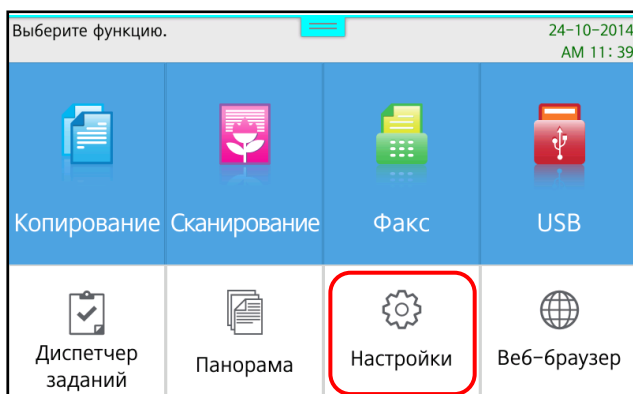 Выберите функцию.
24-10-2014
AM 11:39
Копирование
Сканирование
Факс
USB
Диспетчер
заданий
Панорама
Настройки
Веб-браузер